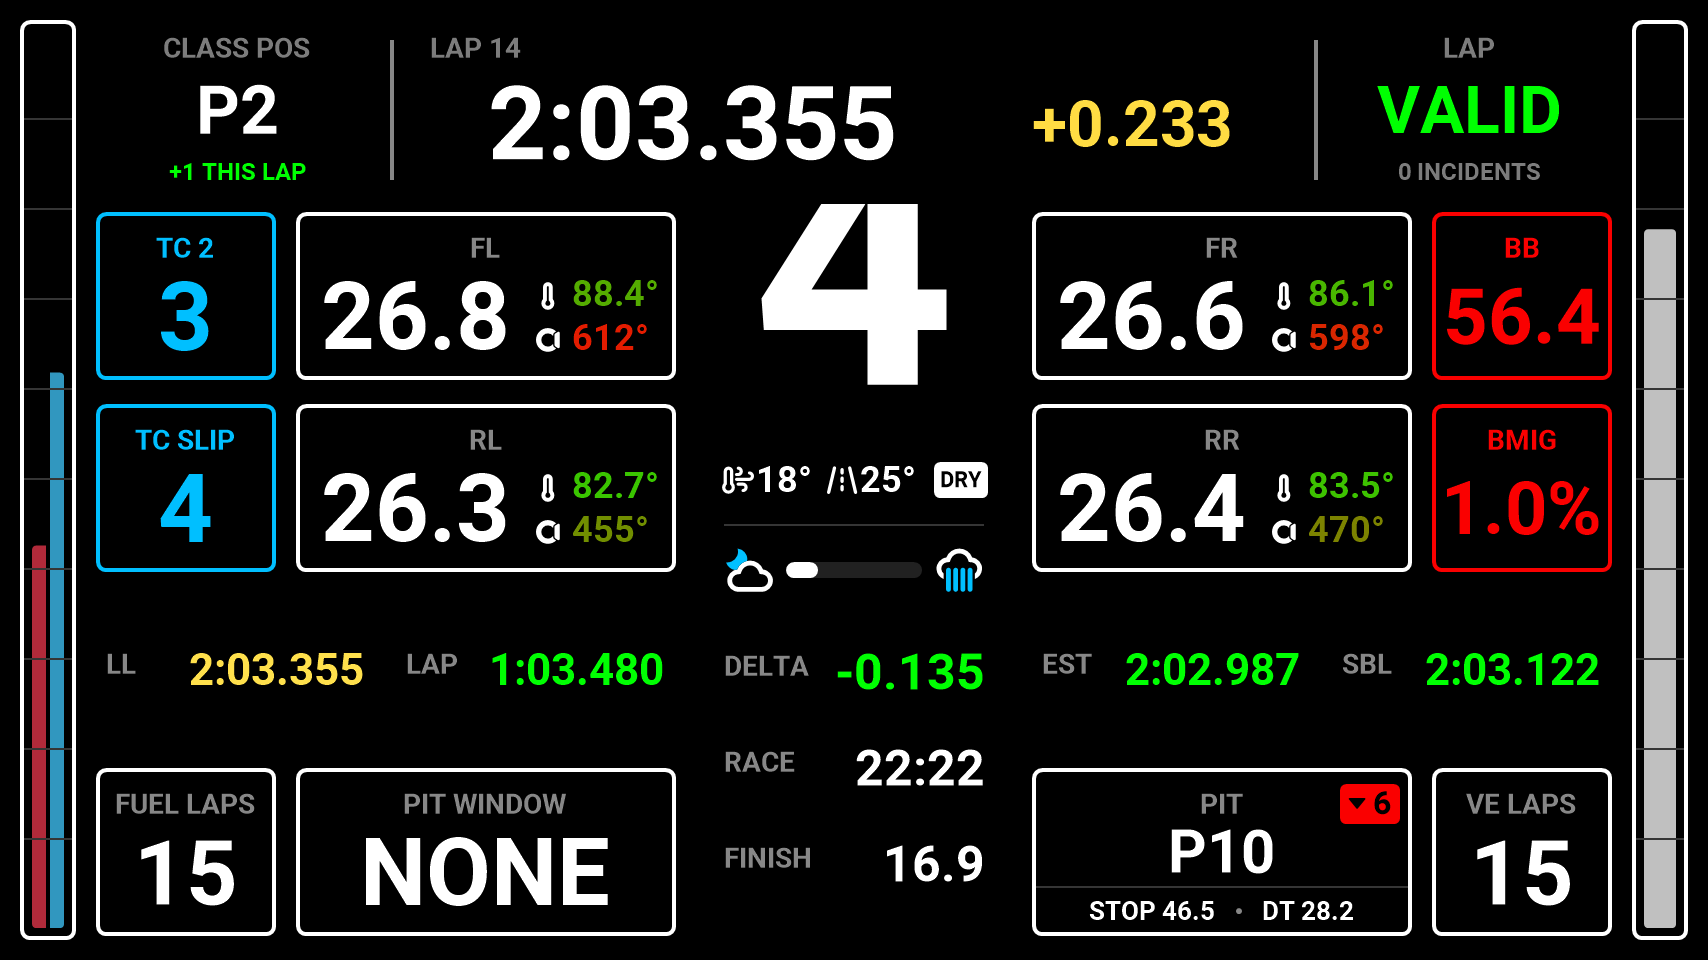 CLASS POS
P2
+1 THIS LAP
LAP 14
2:03.355
+0.233
LAP
VALID
0 INCIDENTS
TC 2
3
FL
26.8
88.4°
612°
4
FR
26.6
86.1°
598°
BB
56.4
TC SLIP
4
RL
26.3
82.7°
455°
18°
25°
DRY
RR
26.4
83.5°
470°
BMIG
1.0%
LL 2:03.355
LAP 1:03.480
DELTA -0.135
EST 2:02.987
SBL 2:03.122
RACE 22:22
FINISH 16.9
FUEL LAPS
15
PIT WINDOW
NONE
PIT
6
P10
STOP 46.5 • DT 28.2
VE LAPS
15